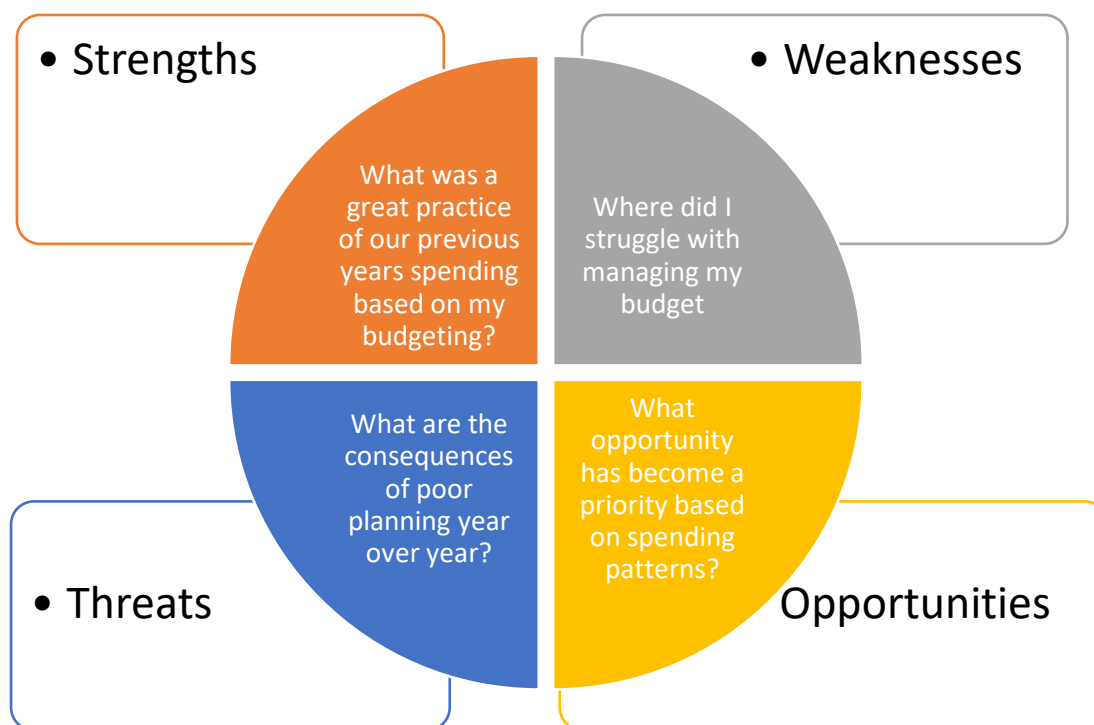 • Strengths
• Weaknesses
What was a
great practice
of our previous
years spending
based on my
budgeting?
Where did I
struggle with
managing my
budget
What are the
consequences
of poor
planning year
over year?
What
opportunity
has become a
priority based
on spending
patterns?
• Threats
Opportunities